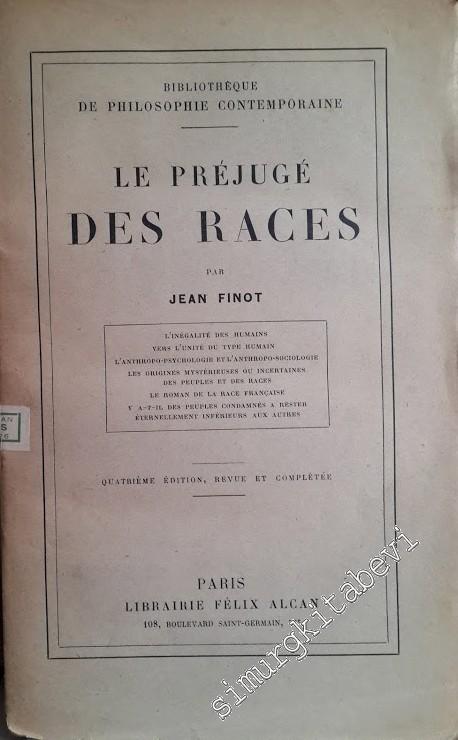 BIBLIOTHÈQUE
DE PHILOSOPHIE CONTEMPORAINE
LE PRÉJUGÉ
DES RACES
PAR
JEAN FINOT
L'INÉGALITÉ DES HUMAINS
VERS L'UNITÉ DU TYPE HUMAIN
L'ANTHROPO-PSYCHOLOGIE ET L'ANTHROPO-SOCIOLOGIE
LES ORIGINES MYSTÉRIEUSES OU INCERTAINES
DES PEUPLES ET DES RACES
LE ROMAN DE LA RACE FRANÇAISE
Y A-T-IL DES PEUPLES CONDAMNÉS A RESTER
ÉTERNELLEMENT INFÉRIEURS AUX AUTRES
QUATRIÈME ÉDITION, REVUE ET COMPLÉTÉE
PARIS
LIBRAIRIE FÉLIX ALCAN
108, BOULEVARD SAINT-GERMAIN,
simurgkitabevi